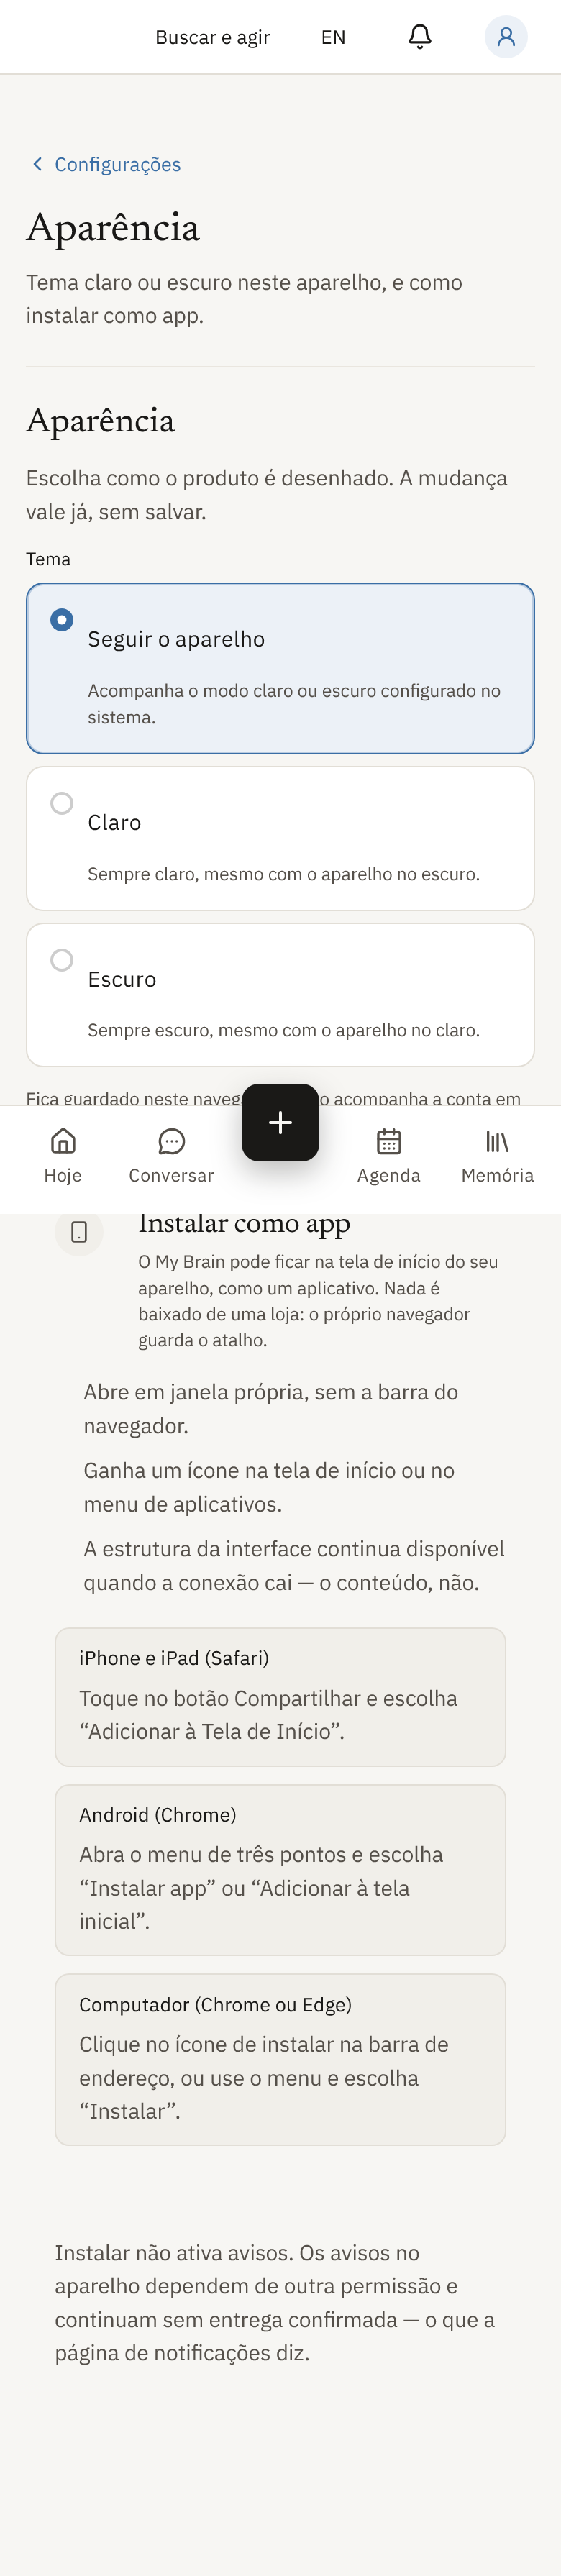 Buscar e agir
EN
Configurações
Aparência
Tema claro ou escuro neste aparelho, e como
instalar como app.
Aparência
Escolha como o produto é desenhado. A mudança
vale já, sem salvar.
Tema
Seguir o aparelho
Acompanha o modo claro ou escuro configurado no
sistema.
Claro
Sempre claro, mesmo com o aparelho no escuro.
Escuro
Sempre escuro, mesmo com o aparelho no claro.
Fica guardado neste o acompanha a conta em
Hoje
Conversar
Agenda
Memória
Instalar como app
O My Brain pode ficar na tela de início do seu
aparelho, como um aplicativo. Nada é
baixado de uma loja: o próprio navegador
guarda o atalho.
Abre em janela própria, sem a barra do
navegador.
Ganha um ícone na tela de início ou no
menu de aplicativos.
A estrutura da interface continua disponível
quando a conexão cai — o conteúdo, não.
iPhone e iPad (Safari)
Toque no botão Compartilhar e escolha
“Adicionar à Tela de Início”.
Android (Chrome)
Abra o menu de três pontos e escolha
“Instalar app” ou “Adicionar à tela
inicial”.
Computador (Chrome ou Edge)
Clique no ícone de instalar na barra de
endereço, ou use o menu e escolha
“Instalar”.
Instalar não ativa avisos. Os avisos no
aparelho dependem de outra permissão e
continuam sem entrega confirmada — o que a
página de notificações diz.